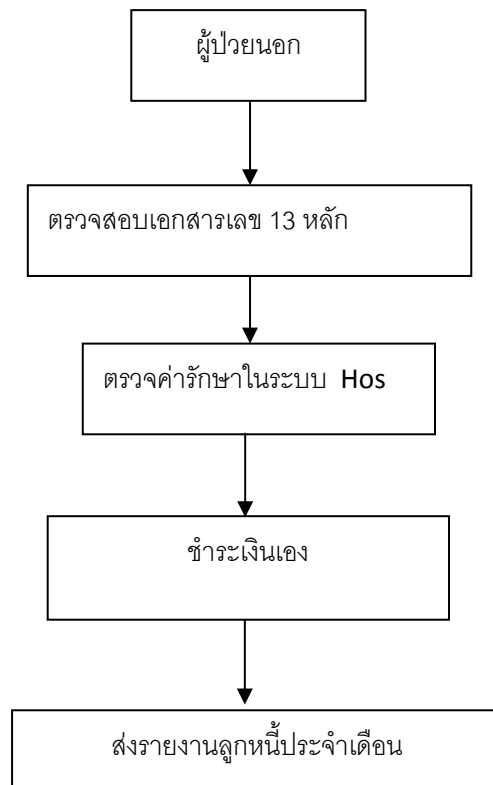 ผู้ป่วยนอก
ตรวจสอบเอกสารเลข 13 หลัก
ตรวจค่ารักษาในระบบ Hos
ชำระเงินเอง
ส่งรายงานลูกหนี้ประจำเดือน